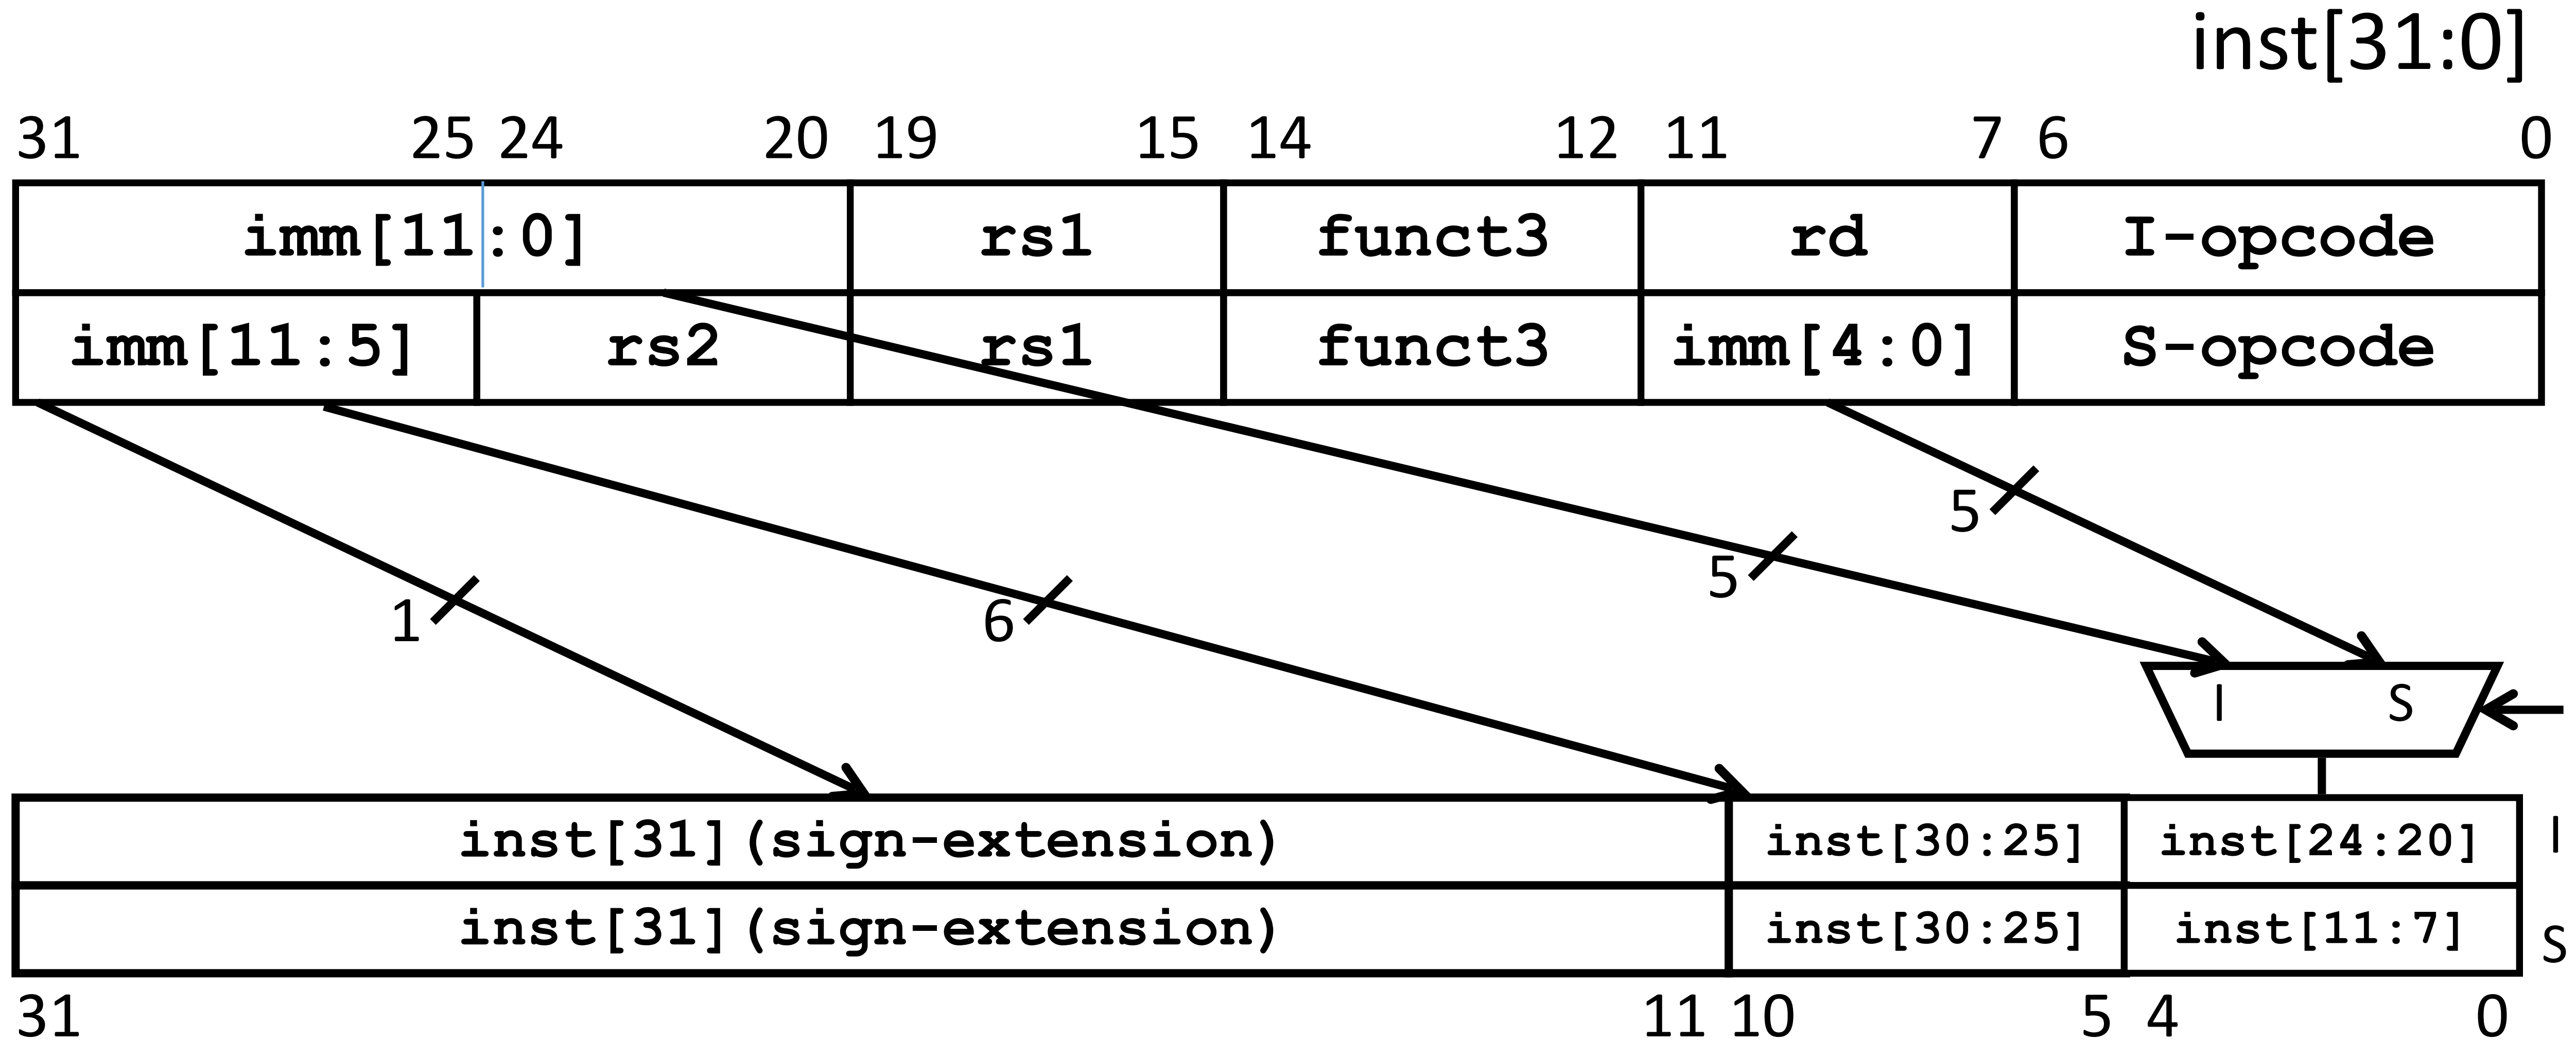 inst[31:0]
31 25 24 20 19 15 14 12 11 7 6 0
imm[11:0] rs1 funct3 rd I-opcode
imm[11:5] rs2 rs1 funct3 imm[4:0] S-opcode
5
5
1 6
I S
inst[31](sign-extension) inst[30:25] inst[24:20] I
inst[31](sign-extension) inst[30:25] inst[11:7] S
31 11 10 5 4 0